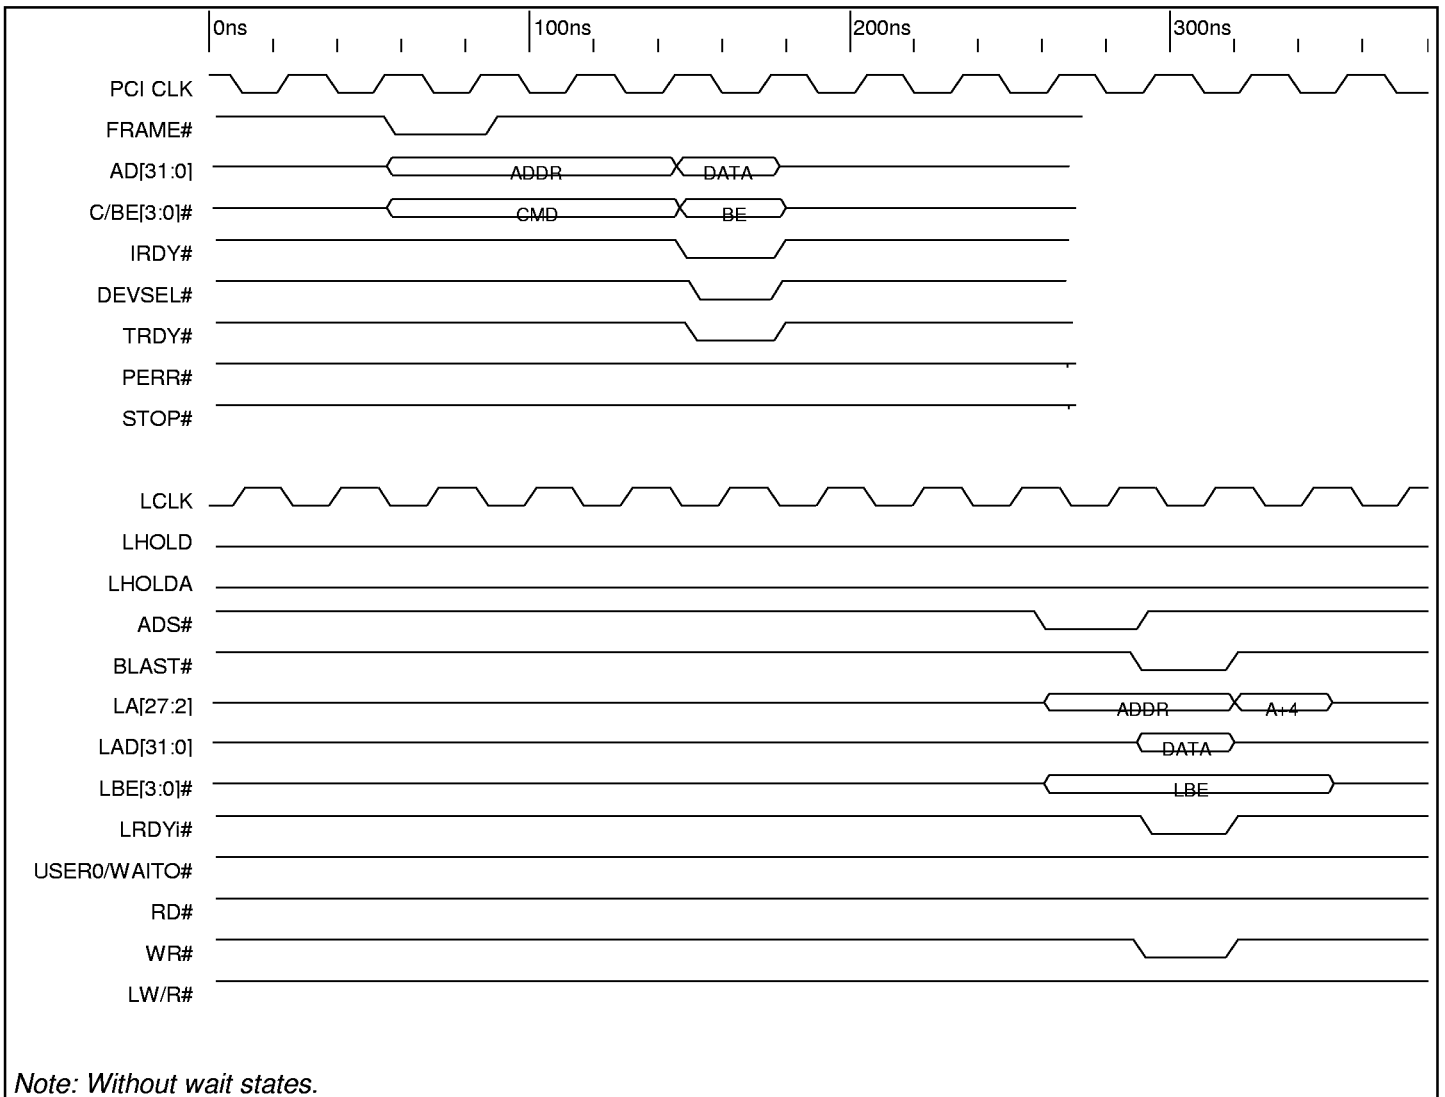 0ns 100ns 200ns 300ns
PCI CLK
FRAME#
AD[31:0] ADDR DATA
C/BE[3:0]# CMD BE
IRDY#
DEVSEL#
TRDY#
PERR#
STOP#
LCLK
LHOLD
LHOLDA
ADS#
BLAST#
LA[27:2] ADDR A+4
LAD[31:0] DATA
LBE[3:0]# LBE
LRDYi#
USER0/WAITO#
RD#
WR#
LW/R#
Note: Without wait states.